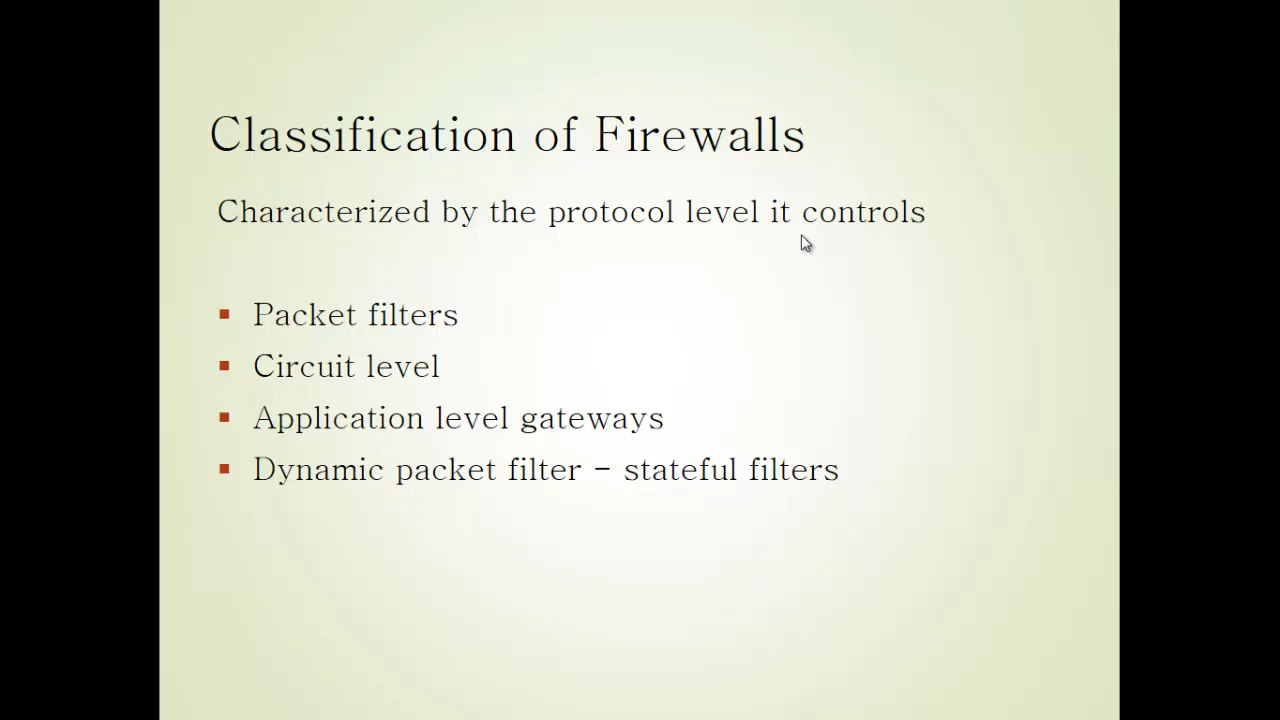 Classification of Firewalls
Characterized by the protocol level it controls
▪ Packet filters
▪ Circuit level
▪ Application level gateways
▪ Dynamic packet filter – stateful filters